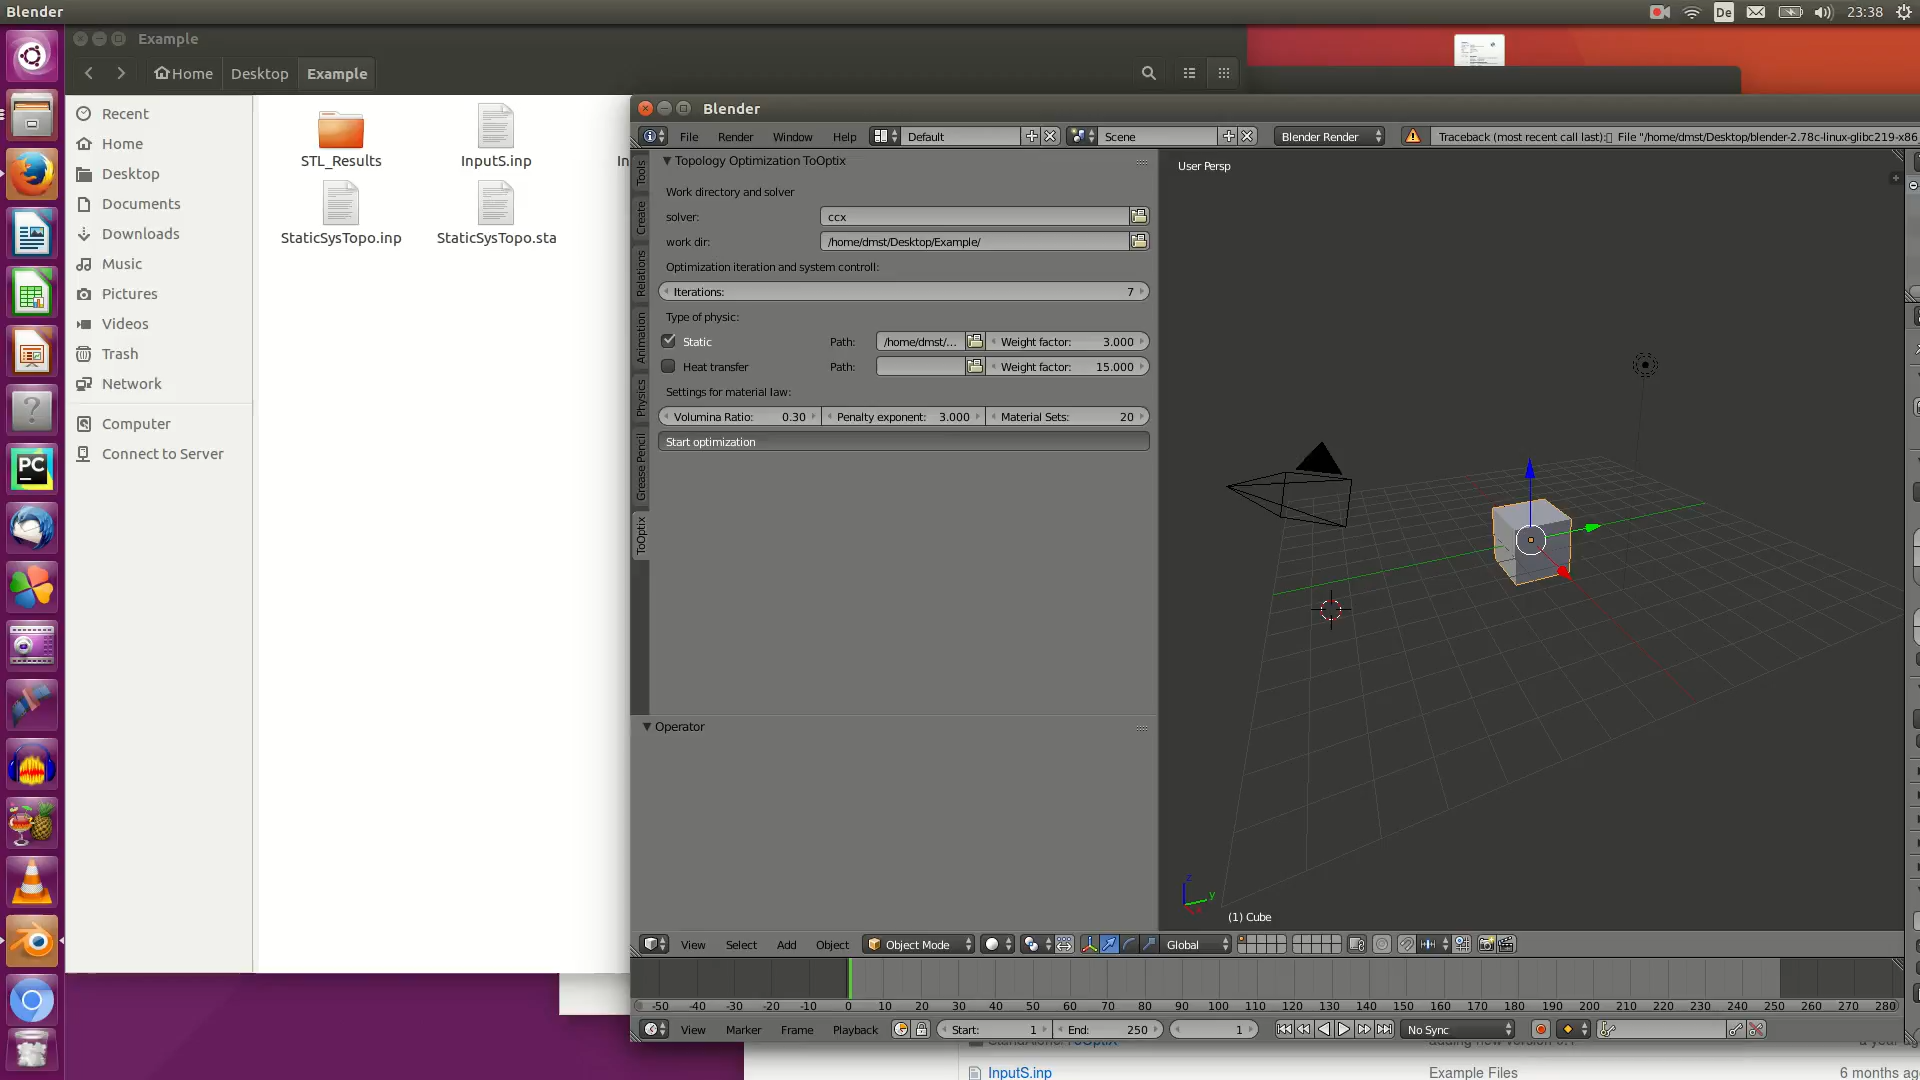 Blender
De
23:38
Example
Home
Desktop
Example
Recent
Home
Desktop
Documents
Downloads
Music
Pictures
Videos
Trash
Network
Computer
Connect to Server
STL_Results
InputS.inp
In
StaticSysTopo.inp
StaticSysTopo.sta
PC
Blender
File
Render
Window
Help
Default
Scene
Blender Render
Traceback (most recent call last): File "/home/dmst/Desktop/blender-2.78c-linux-glibc219-x86
Tools
Create
Relations
Animation
Physics
Grease Pencil
ToOptix
Topology Optimization ToOptix
Work directory and solver
solver:
ccx
work dir:
/home/dmst/Desktop/Example/
Optimization iteration and system controll:
Iterations: 7
Type of physic:
Static Path: /home/dmst/... Weight factor: 3.000
Heat transfer Path: Weight factor: 15.000
Settings for material law:
Volumina Ratio: 0.30 Penalty exponent: 3.000 Material Sets: 20
Start optimization
Operator
User Persp
z
y
(1) Cube
View
Select
Add
Object
Object Mode
Global
-50 -40 -30 -20 -10 0 10 20 30 40 50 60 70 80 90 100 110 120 130 140 150 160 170 180 190 200 210 220 230 240 250 260 270 280
View
Marker
Frame
Playback
Start: 1
End: 250
1
No Sync
InputS.inp
Example Files
6 months ag